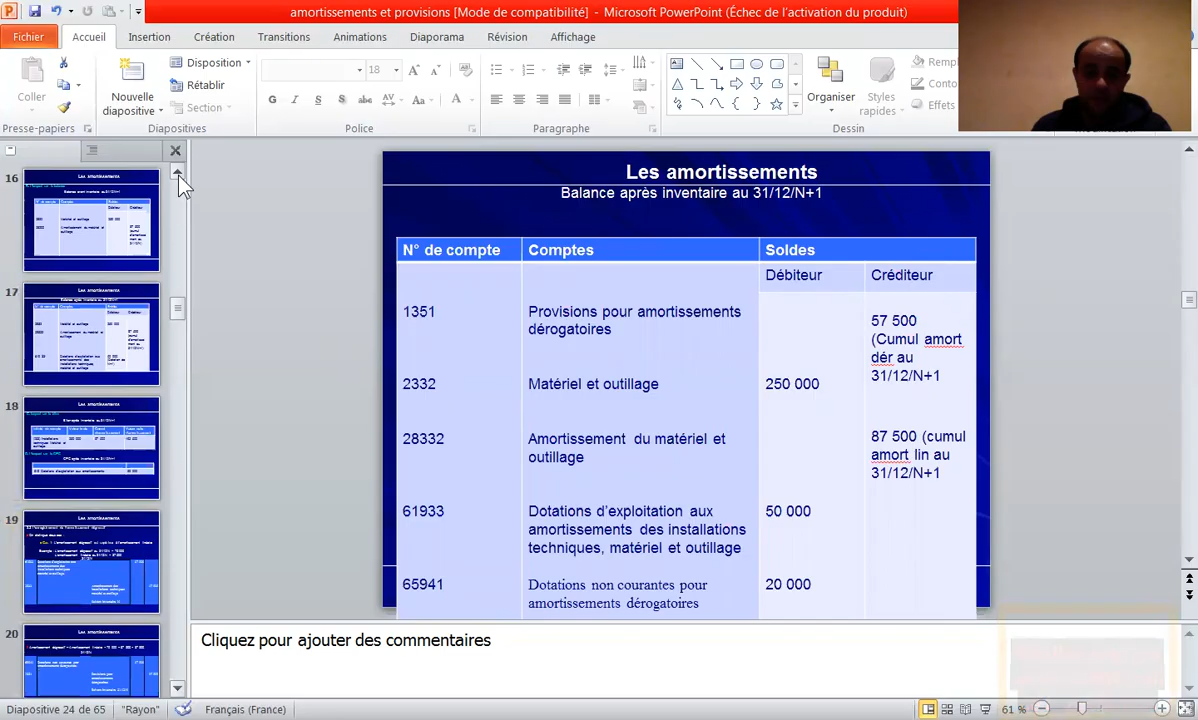 amortissements et provisions [Mode de compatibilité] – Microsoft PowerPoint (Échec de l'activation du produit)
Fichier Accueil Insertion Création Transitions Animations Diaporama Révision Affichage
Coller
Presse-papiers
Nouvelle diapositive
Disposition
Rétablir
Section
Diapositives
18
G I S S abc AV Aa A
Police
Paragraphe
Organiser
Styles rapides
Dessin
16
17
18
19
20
Les amortissements
Balance après inventaire au 31/12/N+1
N° de compte Comptes Soldes
Débiteur Créditeur
1351 Provisions pour amortissements dérogatoires 57 500 (Cumul amort dér au 31/12/N+1
2332 Matériel et outillage 250 000
28332 Amortissement du matériel et outillage 87 500 (cumul amort lin au 31/12/N+1
61933 Dotations d'exploitation aux amortissements des installations techniques, matériel et outillage 50 000
65941 Dotations non courantes pour amortissements dérogatoires 20 000
Cliquez pour ajouter des commentaires
Diapositive 24 de 65 "Rayon" Français (France) 61 %